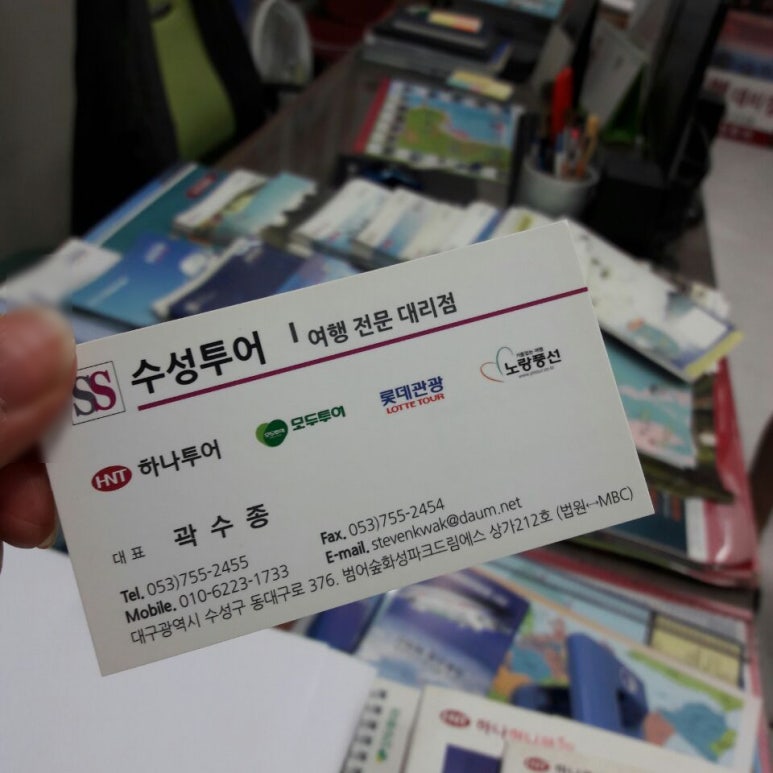 SS 수성투어 I 여행 전문 대리점
HNT 하나투어
모두투어
롯데관광
LOTTE TOUR
노랑풍선
대표 곽 수 종
Tel. 053)755-2455 Fax. 053)755-2454
Mobile. 010-6223-1733 E-mail. stevenkwak@daum.net
대구광역시 수성구 동대구로 376. 범어숲화성파크드림에스 상가212호 (법원↔MBC)
HNT